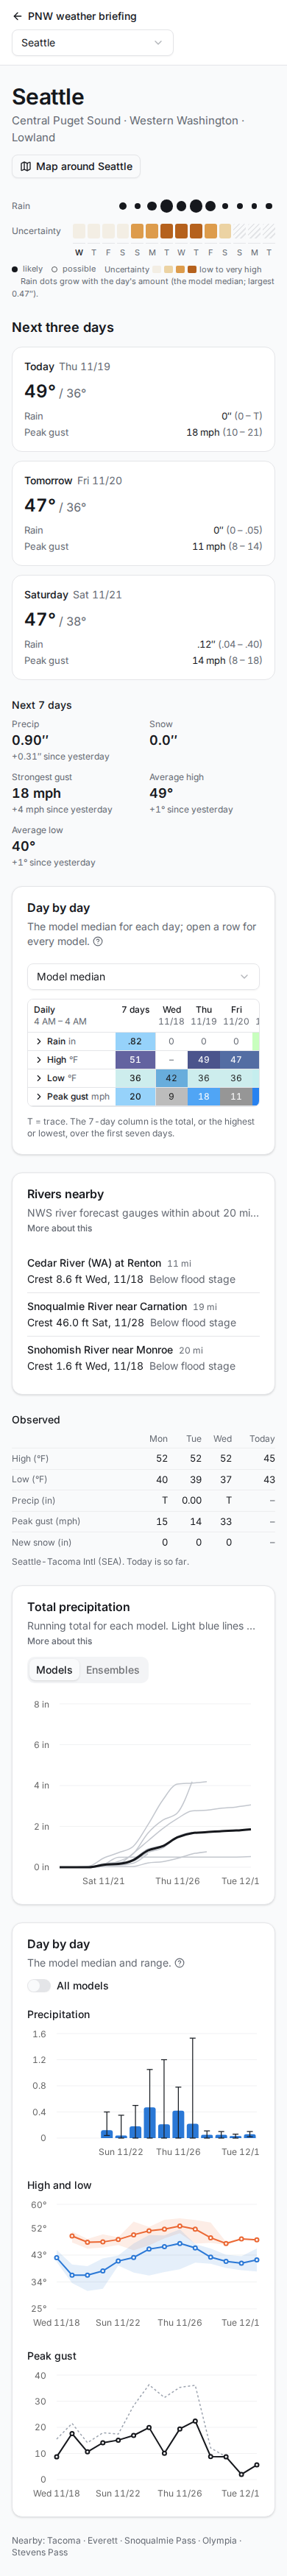 ← PNW weather briefing
Seattle
Seattle
Central Puget Sound · Western Washington ·
Lowland
Map around Seattle
Rain
Uncertainty
W T F S S M T W T F S S M T
likely possible Uncertainty low to very high
Rain dots grow with the day's amount (the model median; largest
0.47″).
Next three days
Today Thu 11/19
49° / 36°
Rain 0″ (0 – T)
Peak gust 18 mph (10 – 21)
Tomorrow Fri 11/20
47° / 36°
Rain 0″ (0 – .05)
Peak gust 11 mph (8 – 14)
Saturday Sat 11/21
47° / 38°
Rain .12″ (.04 – .40)
Peak gust 14 mph (8 – 18)
Next 7 days
Precip Snow
0.90″ 0.0″
+0.31″ since yesterday
Strongest gust Average high
18 mph 49°
+4 mph since yesterday +1° since yesterday
Average low
40°
+1° since yesterday
Day by day
The model median for each day; open a row for
every model.
Model median
Daily 7 days Wed Thu Fri
4 AM – 4 AM 11/18 11/19 11/20 1
Rain in .82 0 0 0
High °F 51 – 49 47
Low °F 36 42 36 36
Peak gust mph 20 9 18 11
T = trace. The 7-day column is the total, or the highest
or lowest, over the first seven days.
Rivers nearby
NWS river forecast gauges within about 20 mi...
More about this
Cedar River (WA) at Renton 11 mi
Crest 8.6 ft Wed, 11/18 Below flood stage
Snoqualmie River near Carnation 19 mi
Crest 46.0 ft Sat, 11/28 Below flood stage
Snohomish River near Monroe 20 mi
Crest 1.6 ft Wed, 11/18 Below flood stage
Observed
Mon Tue Wed Today
High (°F) 52 52 52 45
Low (°F) 40 39 37 43
Precip (in) T 0.00 T –
Peak gust (mph) 15 14 33 –
New snow (in) 0 0 0 –
Seattle-Tacoma Intl (SEA). Today is so far.
Total precipitation
Running total for each model. Light blue lines ...
More about this
Models Ensembles
8 in
6 in
4 in
2 in
0 in
Sat 11/21 Thu 11/26 Tue 12/1
Day by day
The model median and range.
All models
Precipitation
1.6
1.2
0.8
0.4
0
Sun 11/22 Thu 11/26 Tue 12/1
High and low
60°
52°
43°
34°
25°
Wed 11/18 Sun 11/22 Thu 11/26 Tue 12/1
Peak gust
40
30
20
10
0
Wed 11/18 Sun 11/22 Thu 11/26 Tue 12/1
Nearby: Tacoma · Everett · Snoqualmie Pass · Olympia ·
Stevens Pass